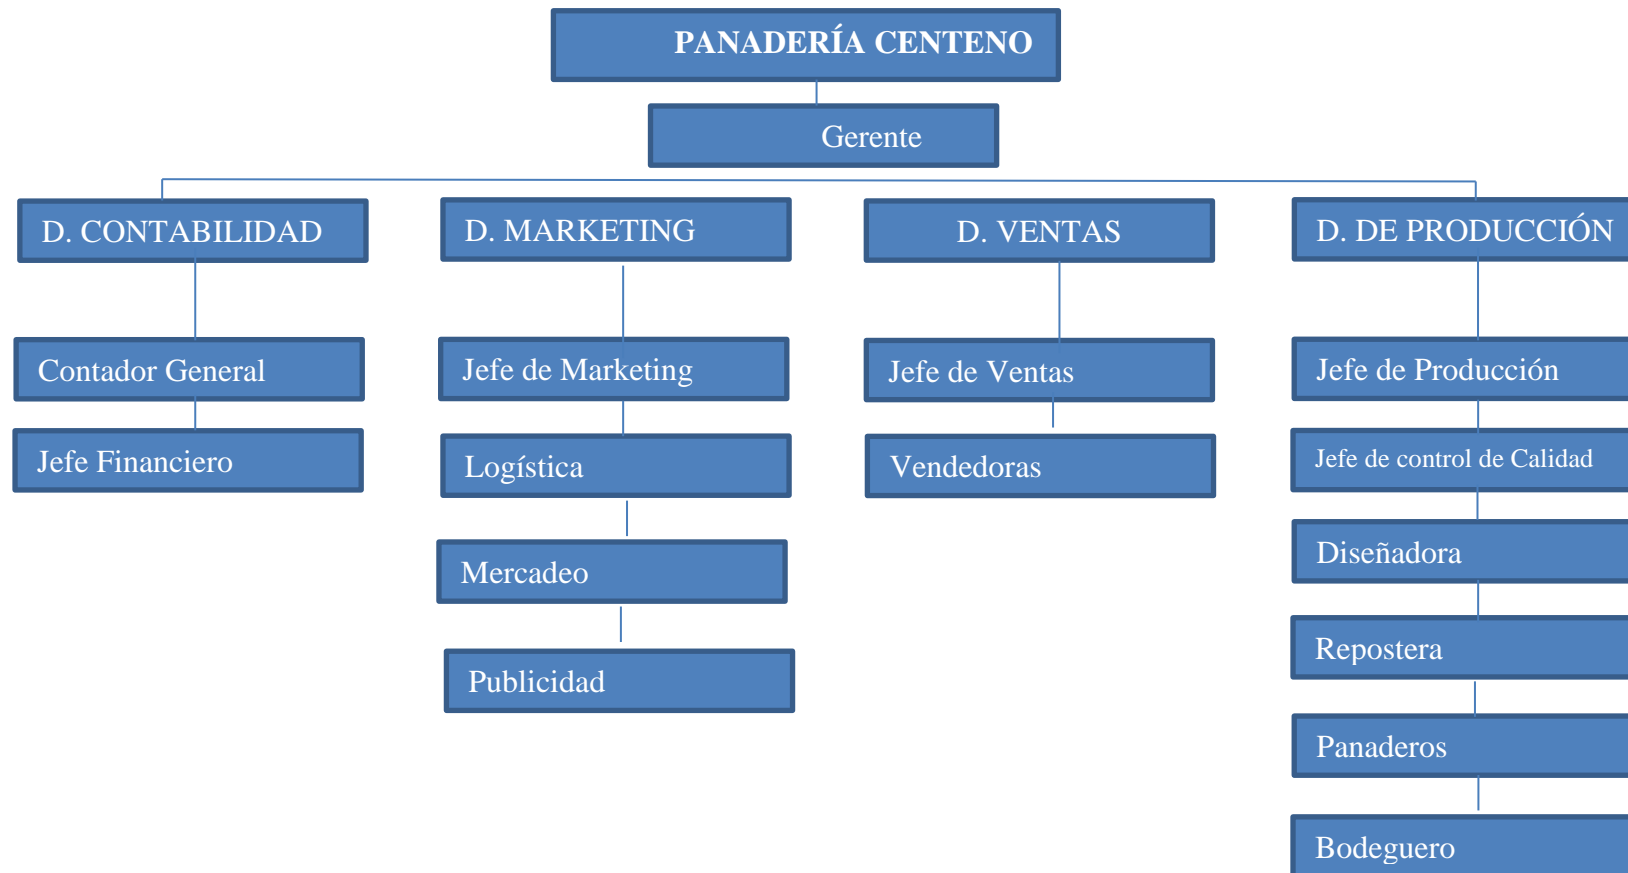 PANADERÍA CENTENO
Gerente
D. CONTABILIDAD
D. MARKETING
D. VENTAS
D. DE PRODUCCIÓN
Contador General
Jefe de Marketing
Jefe de Ventas
Jefe de Producción
Jefe Financiero
Logística
Vendedoras
Jefe de control de Calidad
Mercadeo
Diseñadora
Publicidad
Repostera
Panaderos
Bodeguero